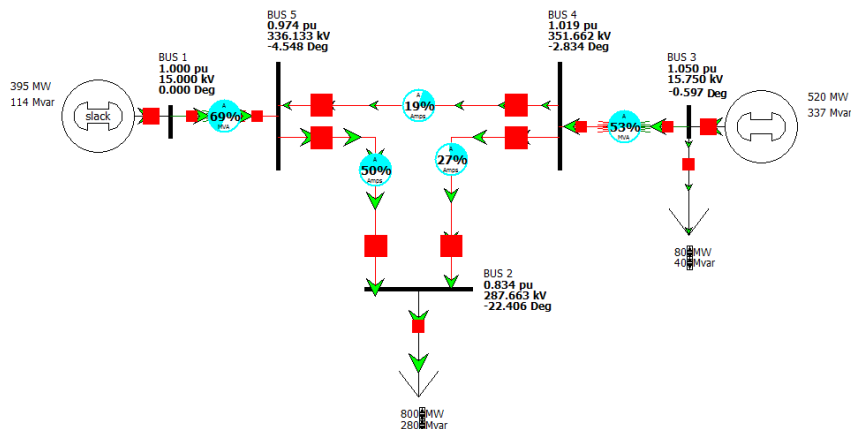 BUS 5
0.974 pu
336.133 kV
-4.548 Deg
BUS 4
1.019 pu
351.662 kV
-2.834 Deg
BUS 1
1.000 pu
15.000 kV
0.000 Deg
BUS 3
1.050 pu
15.750 kV
-0.597 Deg
395 MW
114 Mvar
slack
A
69%
MVA
A
19%
Amps
A
53%
MVA
520 MW
337 Mvar
A
50%
Amps
A
27%
Amps
80 MW
40 Mvar
BUS 2
0.834 pu
287.663 kV
-22.406 Deg
800 MW
280 Mvar